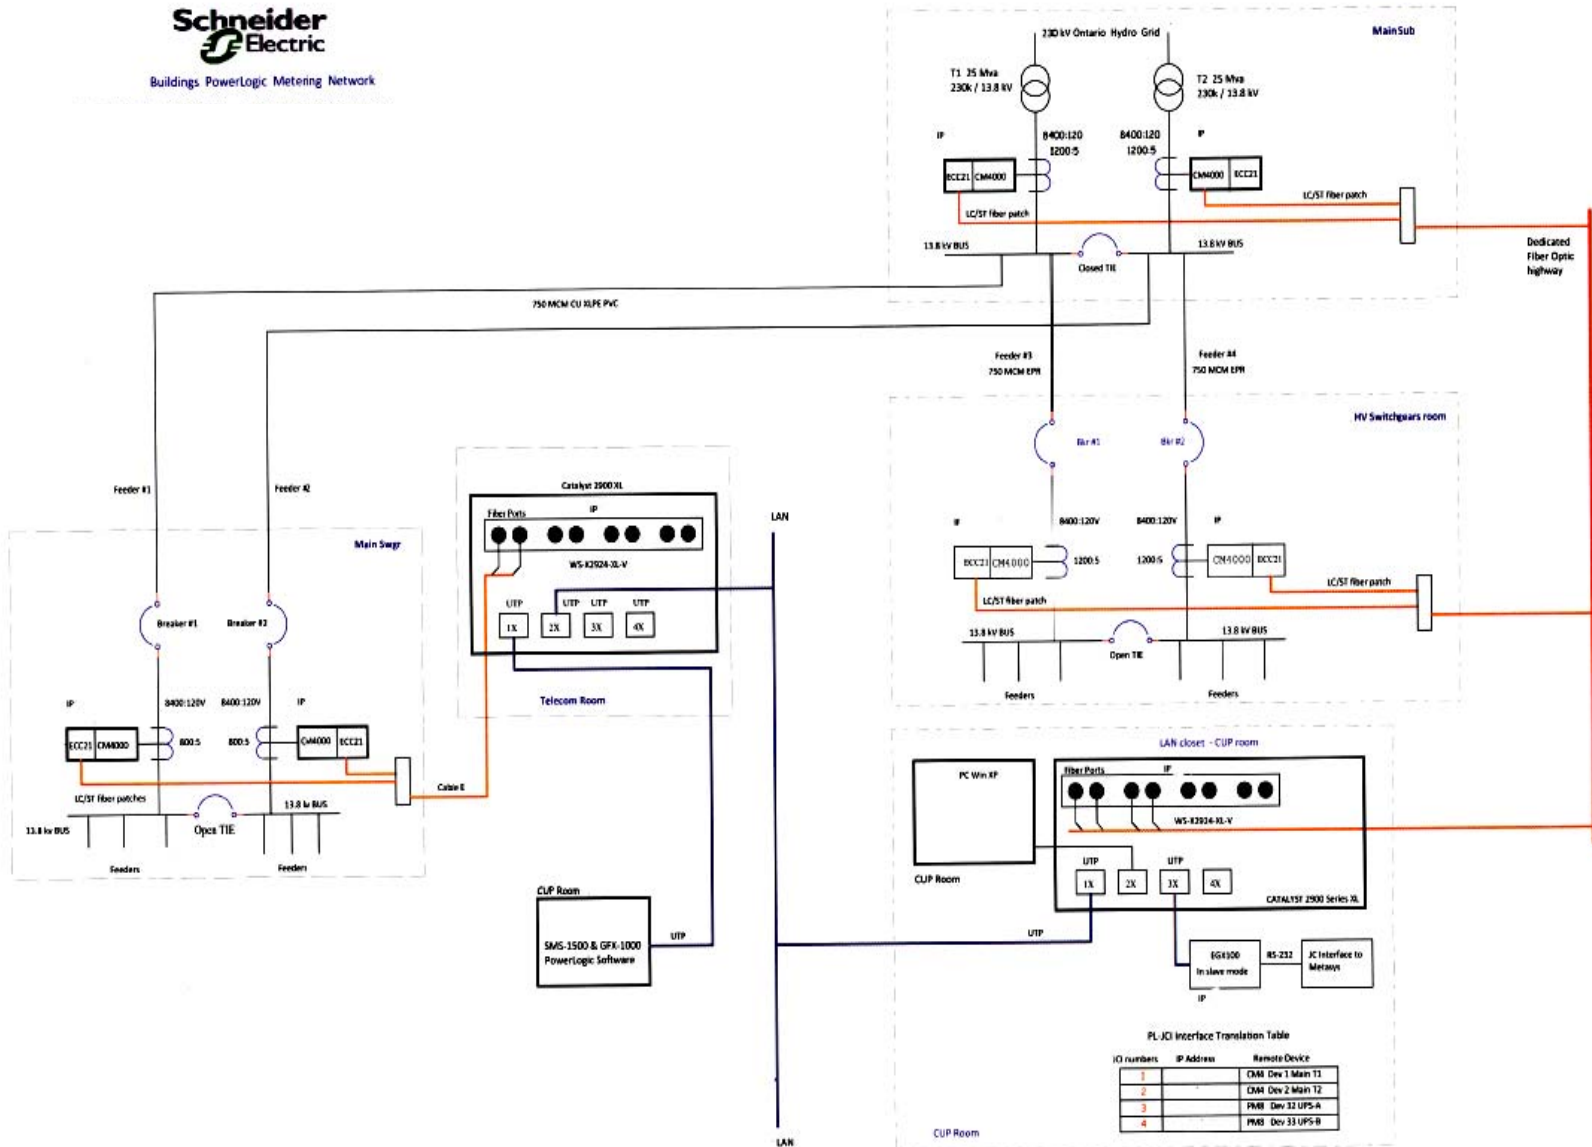 Schneider
Electric
Buildings PowerLogic Metering Network
MainSub
230 kV Ontario Hydro Grid
T1 25 Mva
230k / 13.8 kV
T2 25 Mva
230k / 13.8 kV
IP
8400:120
1200:5
8400:120
1200:5
IP
ECC21
CM4000
CM4000
ECC21
LC/ST fiber patch
LC/ST fiber patch
13.8 kV BUS
13.8 kV BUS
Closed TIE
Dedicated
Fiber Optic
highway
750 MCM CU XLPE PVC
Feeder #3
750 MCM EPR
Feeder #4
750 MCM EPR
HV Switchgears room
Bkr #1
Bkr #2
IP
8400:120V
8400:120V
IP
ECC21
CM4000
1200:5
1200:5
CM4000
ECC21
LC/ST fiber patch
LC/ST fiber patch
13.8 kV BUS
13.8 kV BUS
Open TIE
Feeders
Feeders
Feeder #1
Feeder #2
Main Swgr
Breaker #1
Breaker #2
IP
8400:120V
8400:120V
IP
ECC21
CM4000
800:5
800:5
CM4000
ECC21
LC/ST fiber patches
13.8 kv BUS
13.8 kv BUS
Open TIE
Feeders
Feeders
Cable 8
Catalyst 2900 XL
Fiber Ports
IP
WS-X2924-XL-V
UTP
UTP
UTP
UTP
1X
2X
3X
4X
Telecom Room
LAN
CUP Room
SMS-1500 & GFX-1000
PowerLogic Software
UTP
LAN
LAN closet - CUP room
PC Win XP
CUP Room
Fiber Ports
IP
WS-X2924-XL-V
UTP
UTP
1X
2X
3X
4X
CATALYST 2900 Series XL
UTP
EGX100
In slave mode
IP
RS-232
JC Interface to
Metasys
PL-JCI Interface Translation Table
JCI numbers IP Address Remote Device
1 CM4 Dev 1 Main T1
2 CM4 Dev 2 Main T2
3 PM8 Dev 32 UPS-A
4 PM8 Dev 33 UPS-B
CUP Room